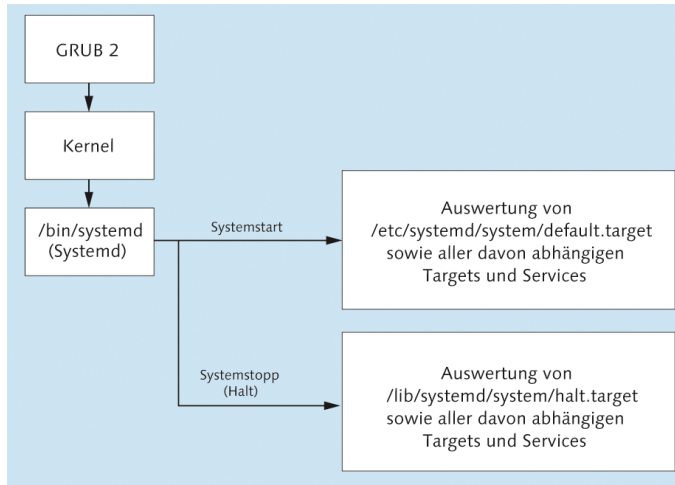 GRUB 2
Kernel
/bin/systemd
(Systemd)
Systemstart
Auswertung von
/etc/systemd/system/default.target
sowie aller davon abhängigen
Targets und Services
Systemstopp
(Halt)
Auswertung von
/lib/systemd/system/halt.target
sowie aller davon abhängigen
Targets und Services